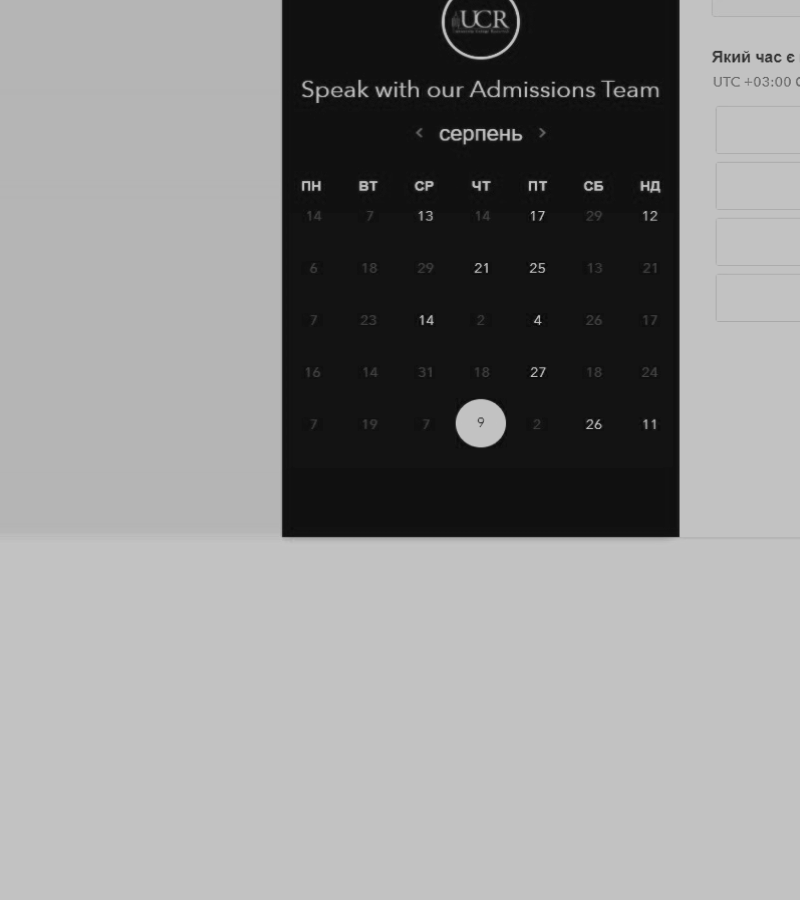 UCR
Speak with our Admissions Team
< серпень >
ПН ВТ СР ЧТ ПТ СБ НД
14 7 13 14 17 29 12
6 18 29 21 25 13 21
7 23 14 2 4 26 17
16 14 31 18 27 18 24
7 19 7 9 2 26 11
Який час є
UTC +03:00